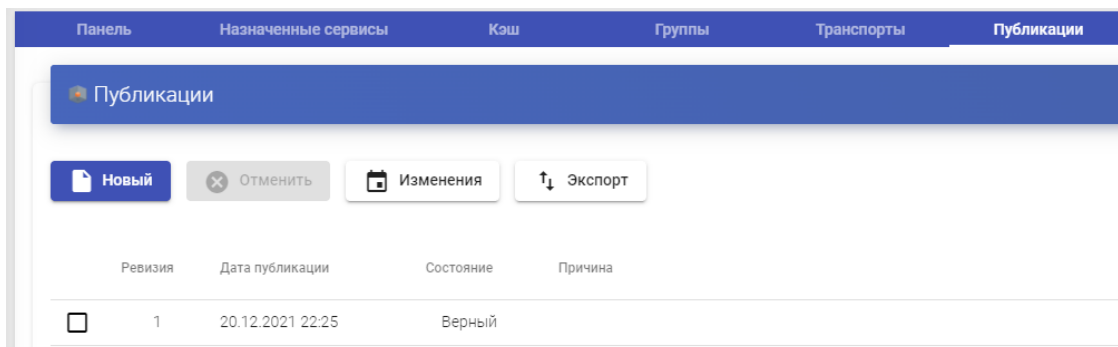 Панель Назначенные сервисы Кэш Группы Транспорты Публикации
Публикации
Новый Отменить Изменения Экспорт
Ревизия Дата публикации Состояние Причина
1 20.12.2021 22:25 Верный